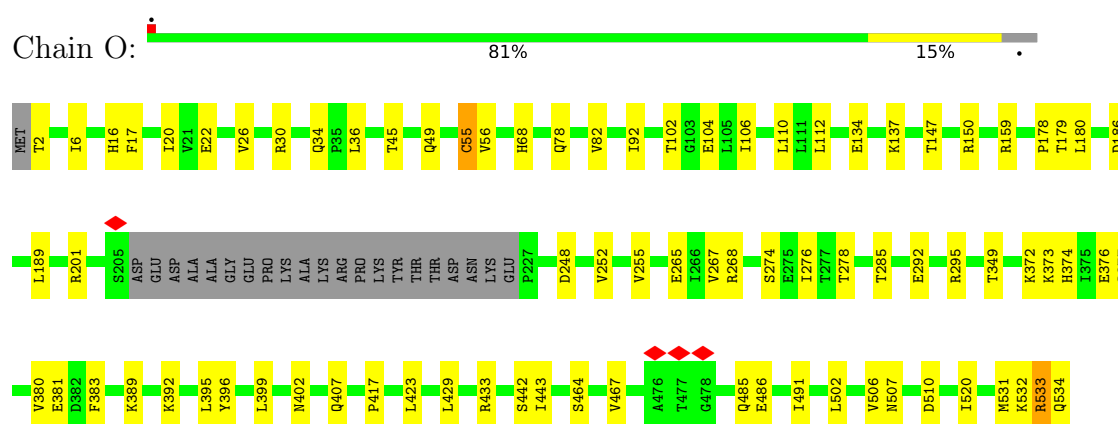 Chain O:
81% 15%
MET T2 I6 H16 F17 I20 V21 E22 V26 R30 Q34 P35 L36 T45 Q49 C55 V56 H68 Q78 V82 I92 T102 G103 E104 L105 I106 L110 L111 L112 E134 K137 T147 R150 R159 P178 T179 L180 D186
L189 R201 S205 ASP GLU ASP ALA ALA GLY GLU PRO LYS ALA LYS ARG PRO LYS TYR THR THR ASP ASN LYS GLU P227 D248 V252 V255 E265 I266 V267 R268 S274 E275 I276 T277 T278 T285 E292 R295 T349 K372 K373 H374 I375 E376
V380 E381 D382 F383 K389 K392 L395 Y396 L399 N402 Q407 P417 L423 L429 R433 S442 I443 S464 V467 A476 T477 G478 Q485 E486 I491 L502 V506 N507 D510 I520 M531 K532 R533 Q534